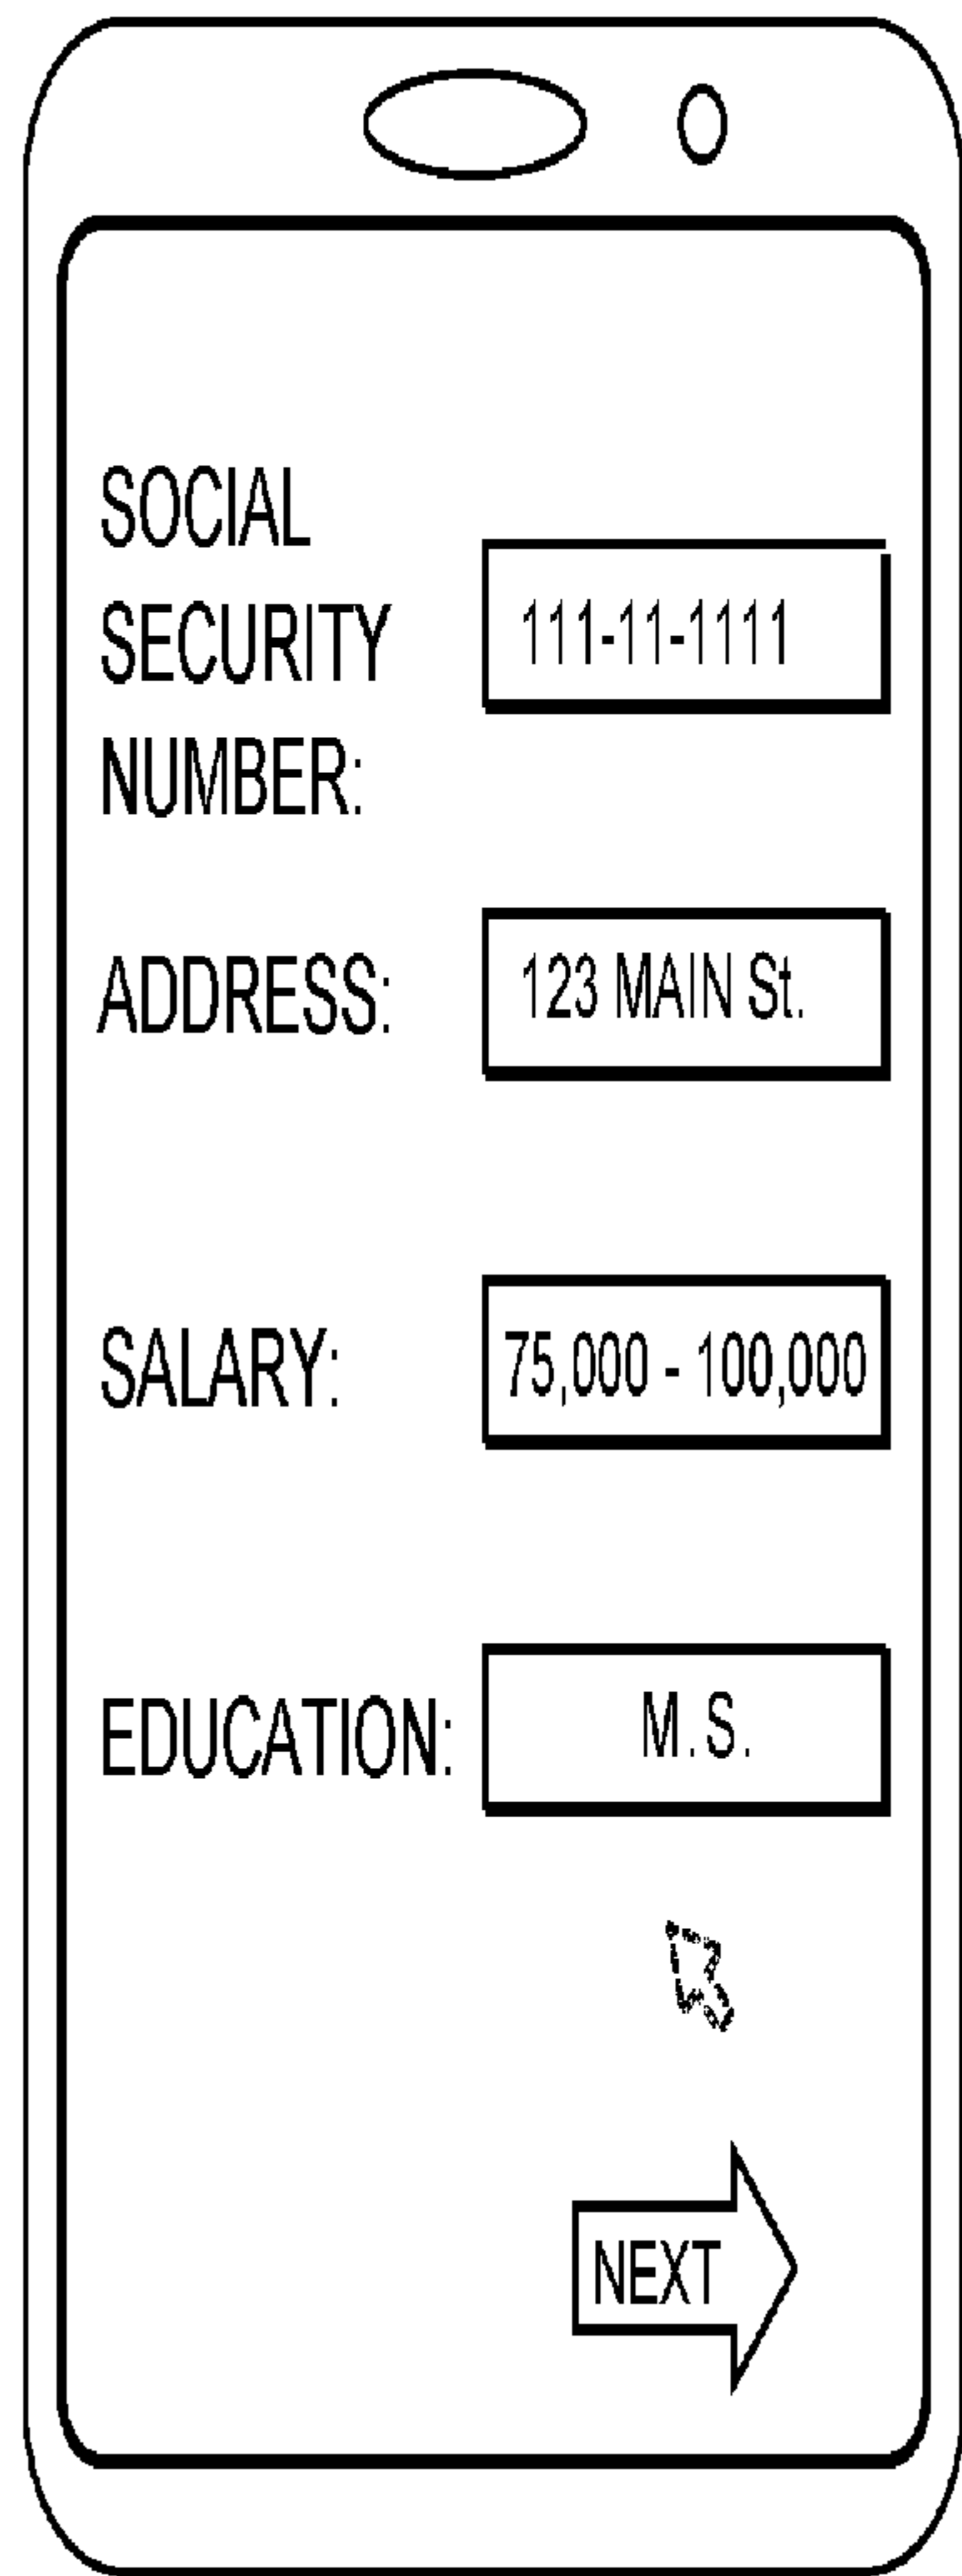 SOCIAL
SECURITY 111-11-1111
NUMBER:
ADDRESS: 123 MAIN St.
SALARY: 75,000 - 100,000
EDUCATION: M.S.
NEXT